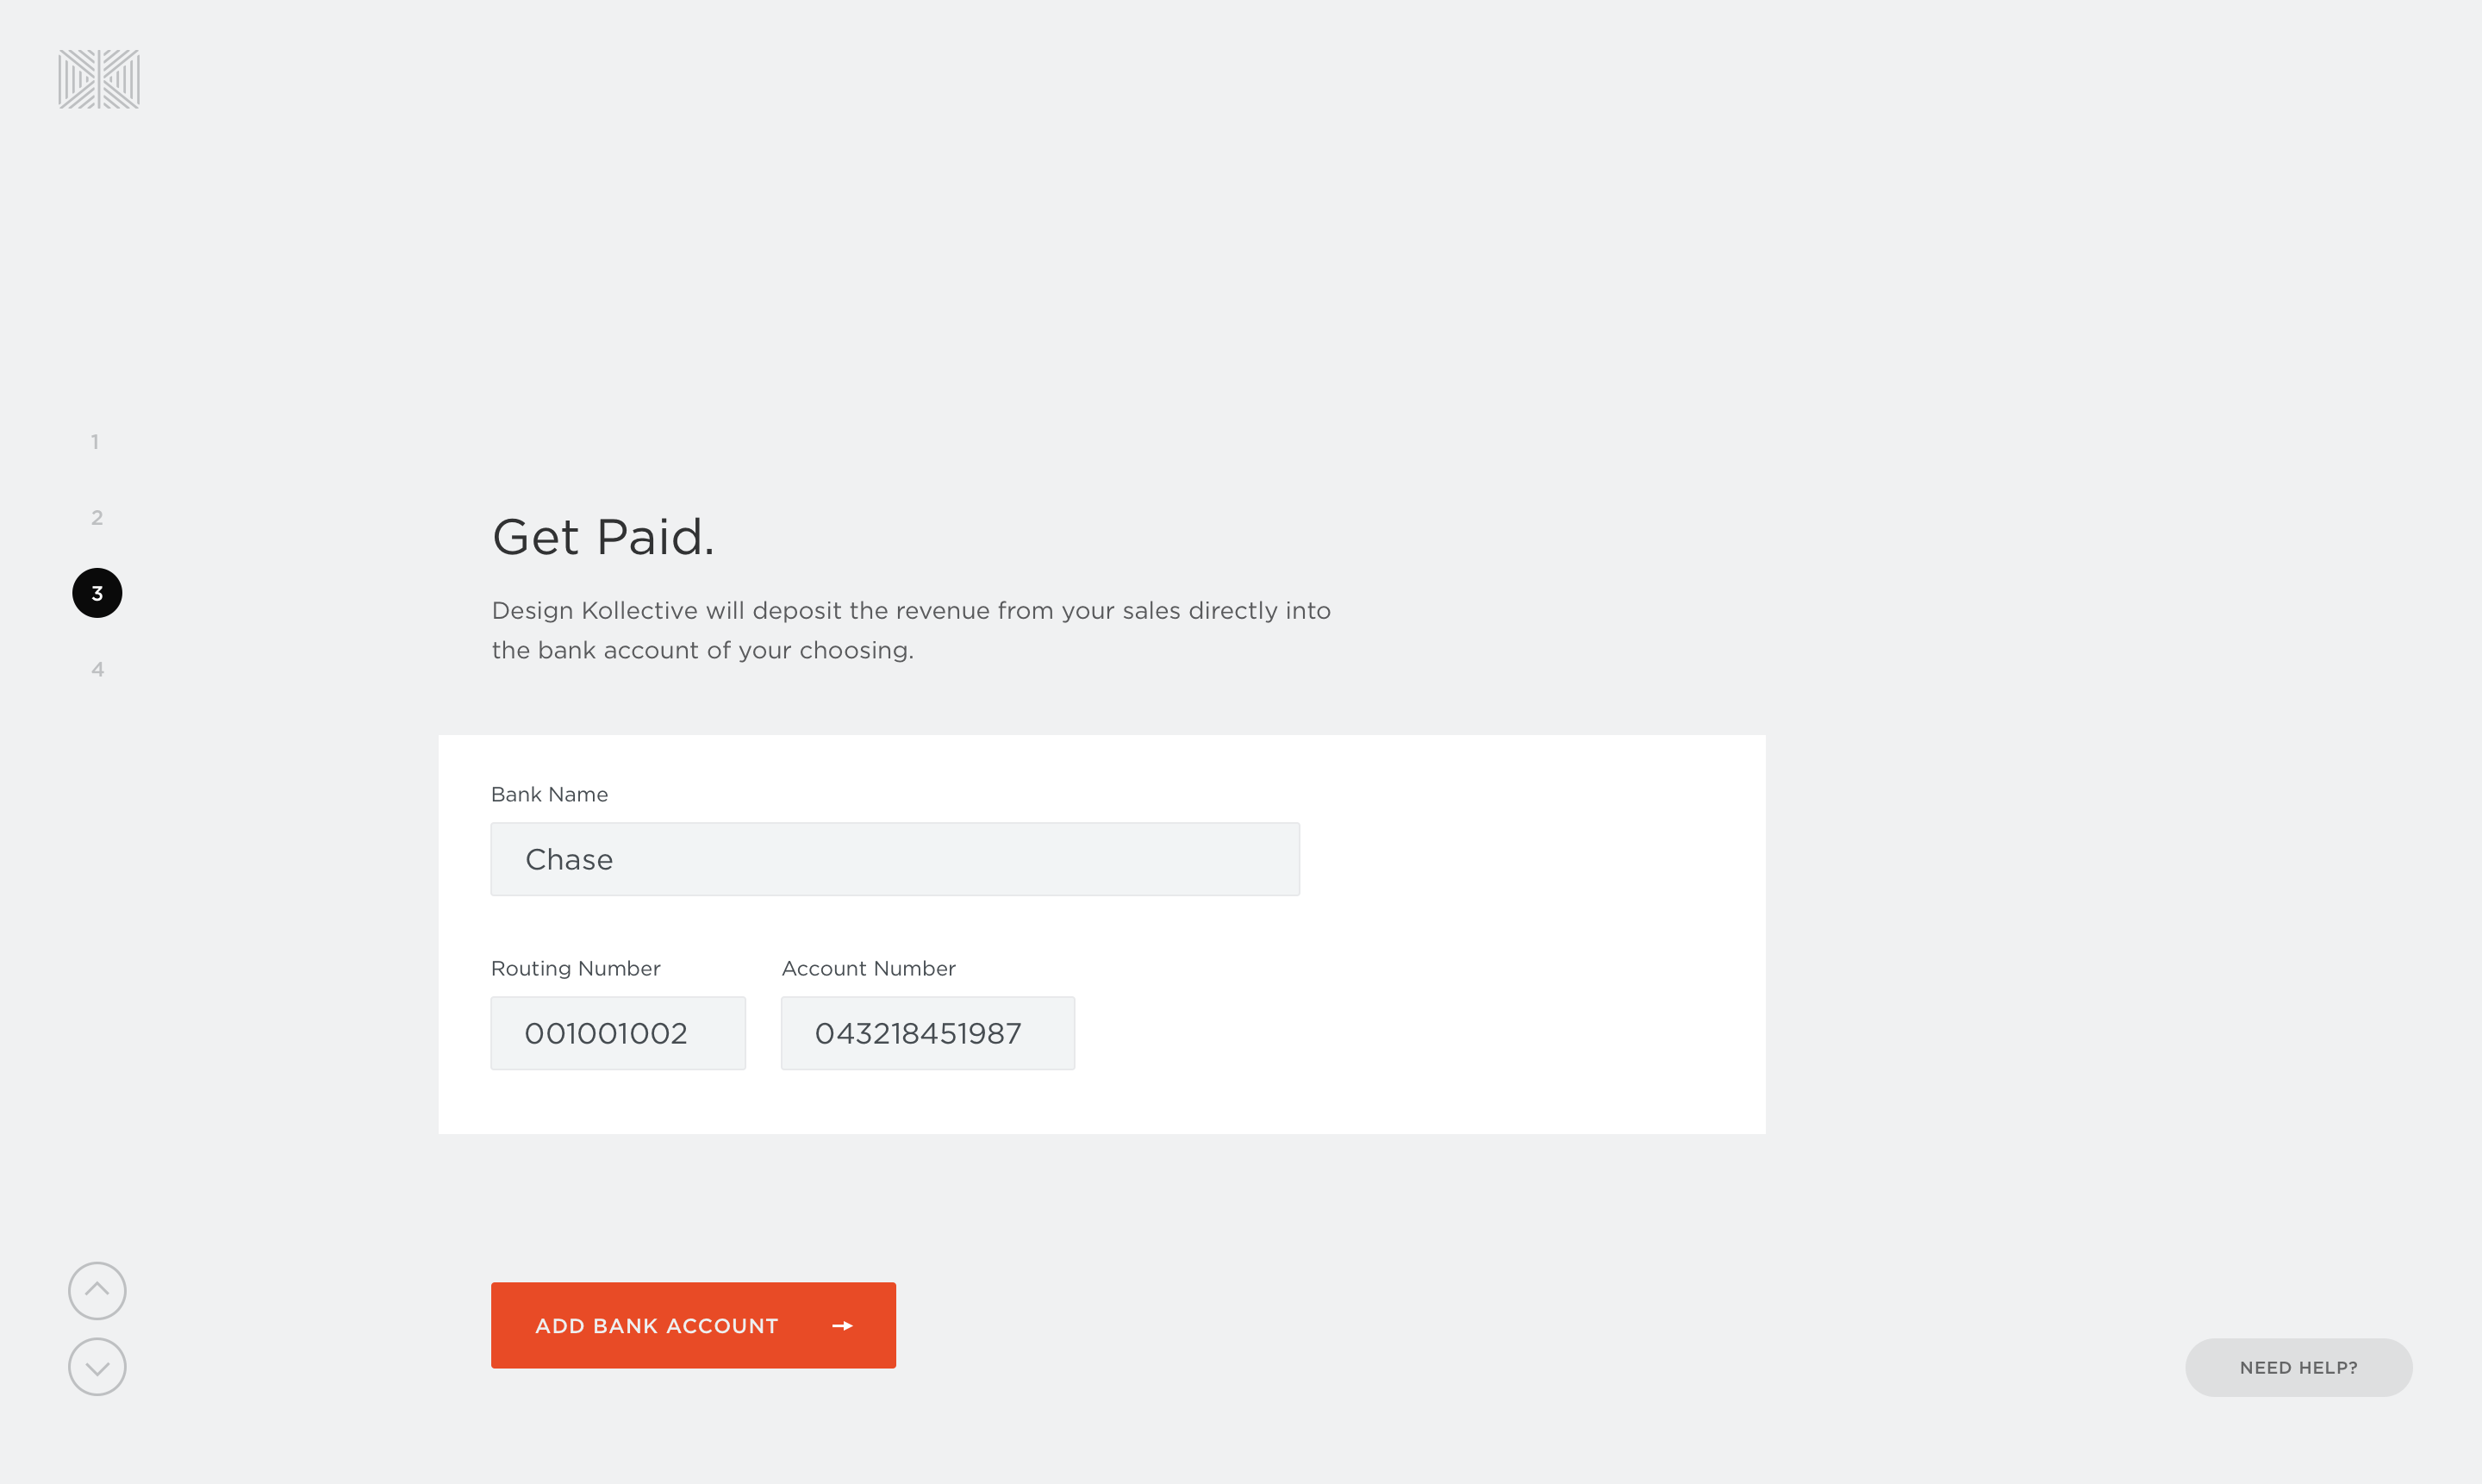 1
2
3
4
Get Paid.
Design Kollective will deposit the revenue from your sales directly into
the bank account of your choosing.
Bank Name
Chase
Routing Number
Account Number
001001002
043218451987
ADD BANK ACCOUNT
NEED HELP?